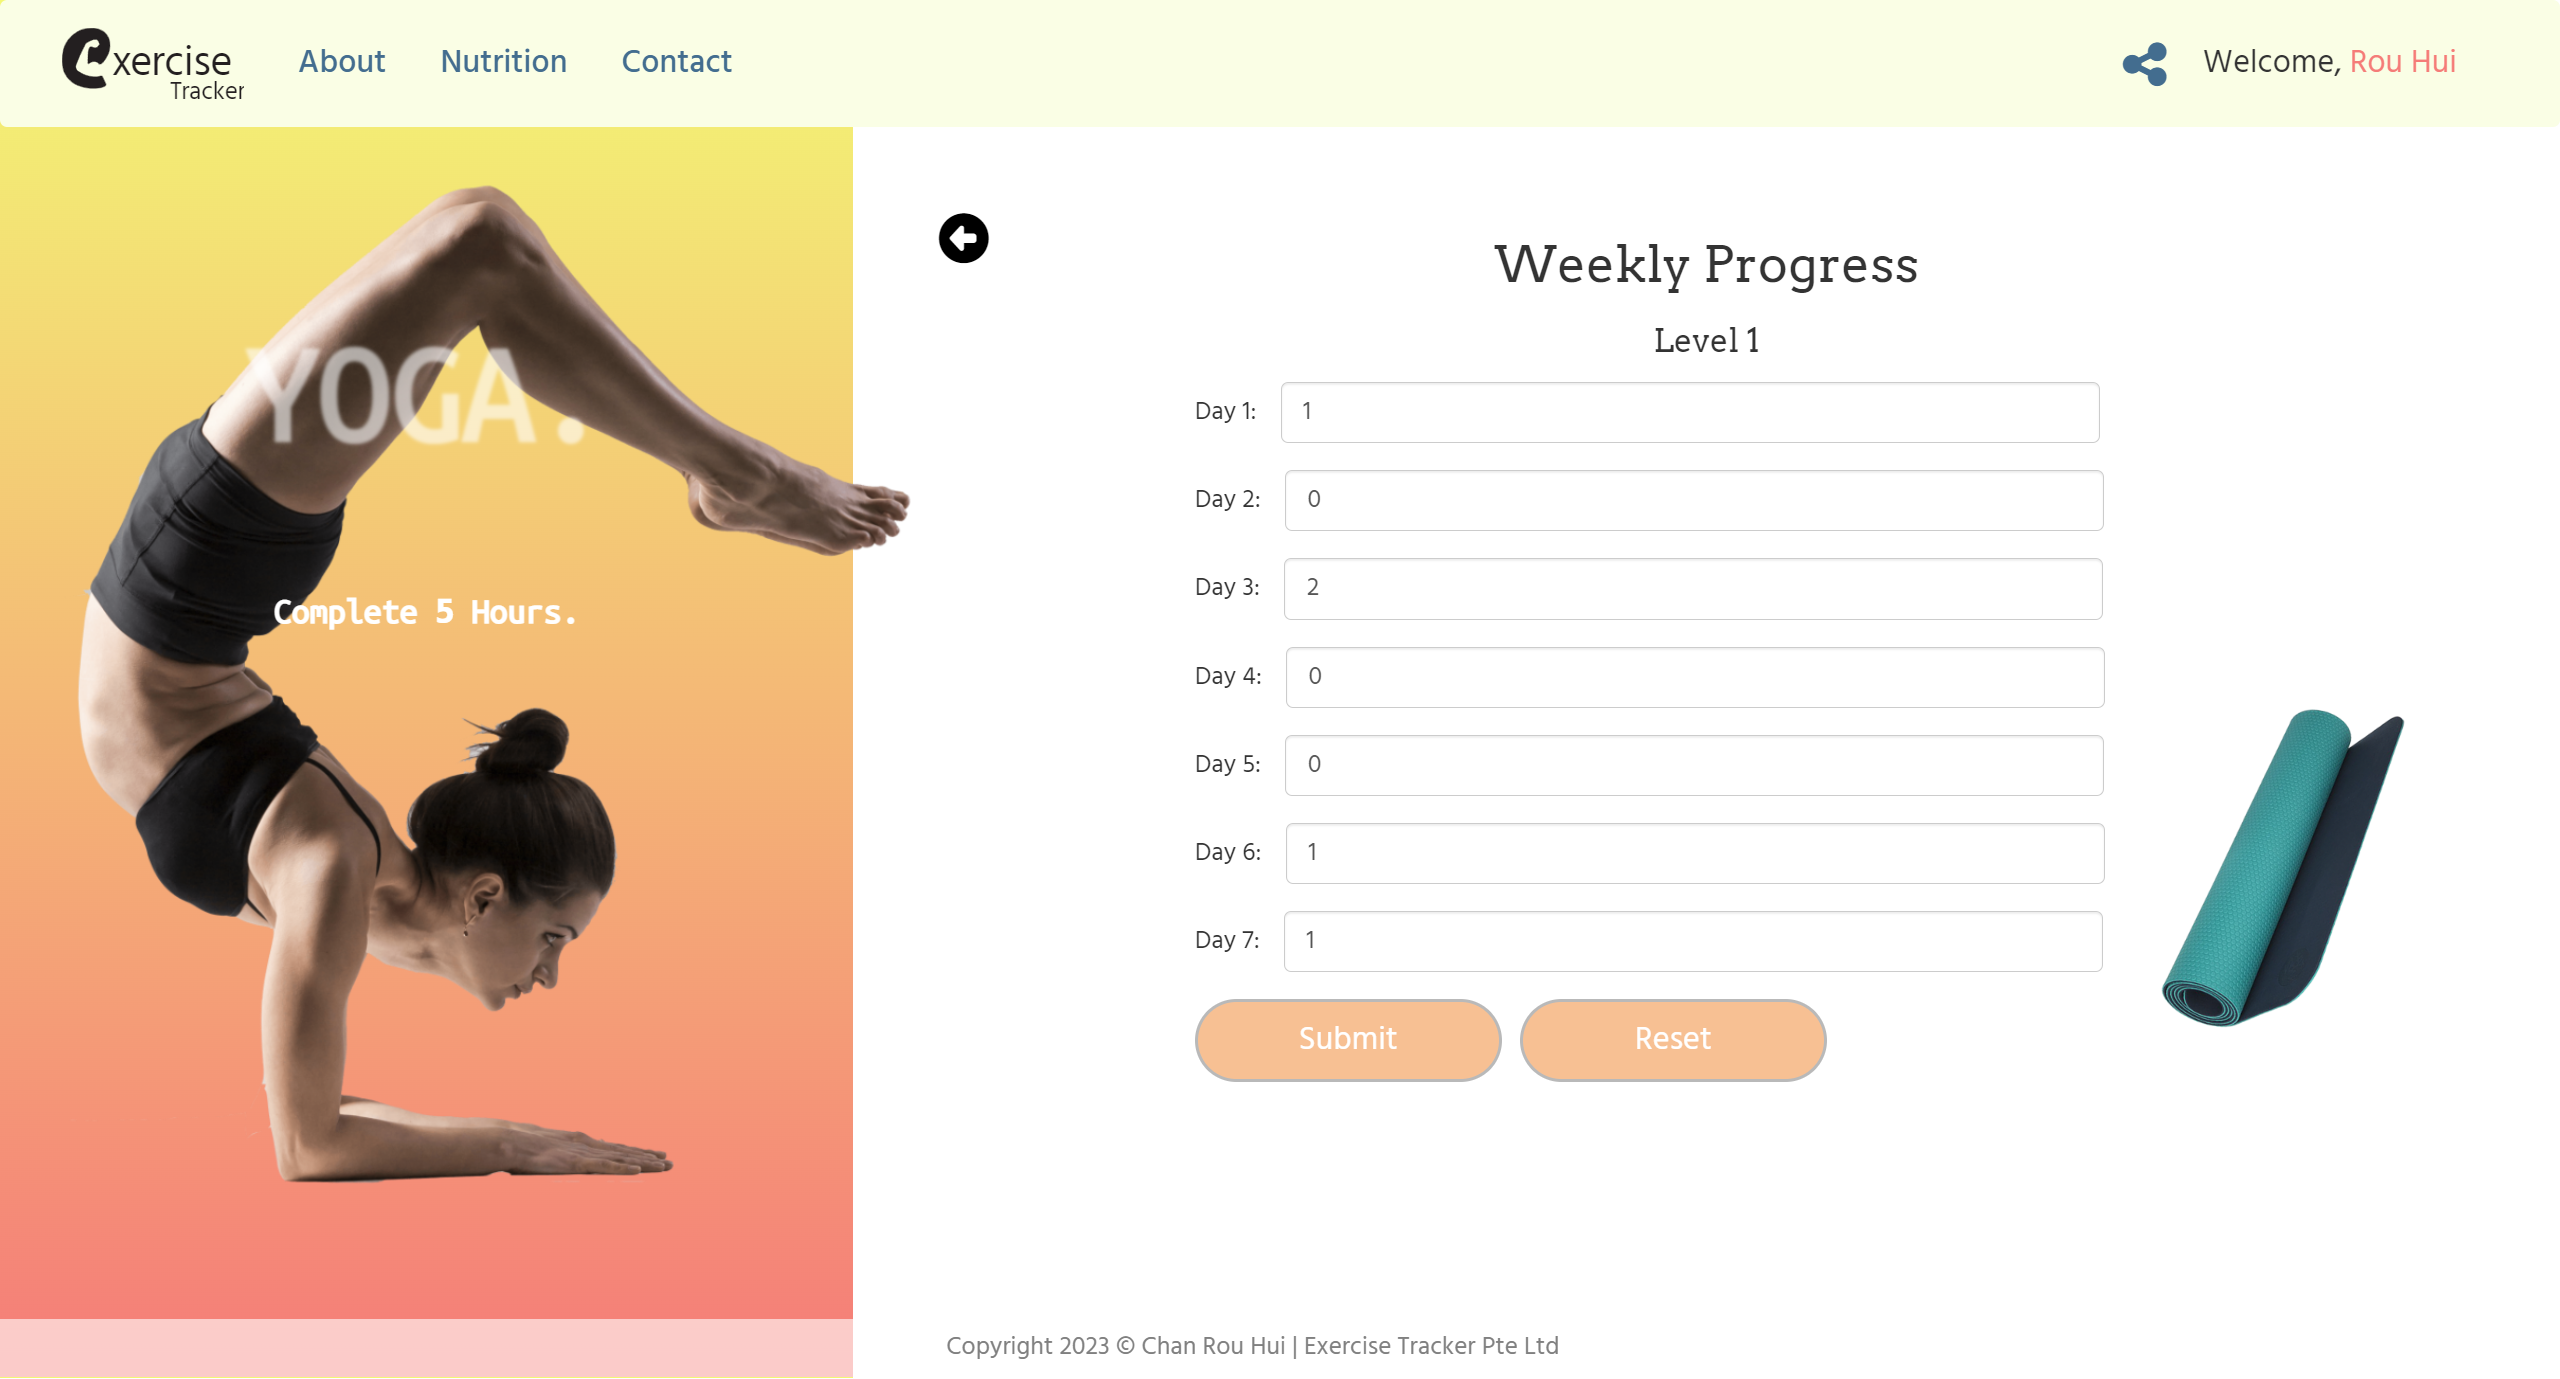 exercise
Tracker
About
Nutrition
Contact
Welcome, Rou Hui
YOGA.
Complete 5 Hours.
Weekly Progress
Level 1
Day 1: 1
Day 2: 0
Day 3: 2
Day 4: 0
Day 5: 0
Day 6: 1
Day 7: 1
Submit
Reset
Copyright 2023 © Chan Rou Hui | Exercise Tracker Pte Ltd